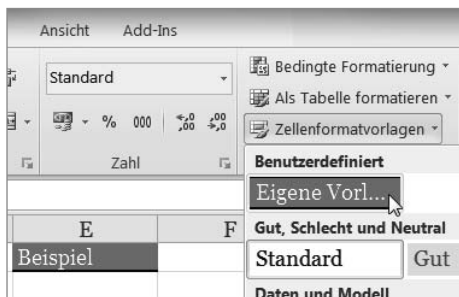 Ansicht Add-Ins
Standard
Bedingte Formatierung
Als Tabelle formatieren
% 000 ,00 ,00 ,0
Zellenformatvorlagen
Zahl
Benutzerdefiniert
Eigene Vorl...
E F
Gut, Schlecht und Neutral
Beispiel
Standard Gut
Daten und Modell